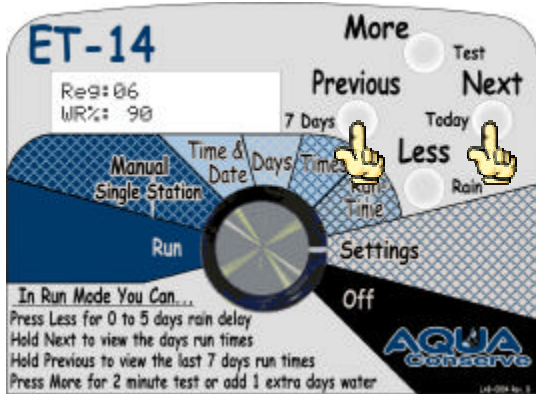 ET-14
Reg:06
WR%: 90
More
Test
Previous
7 Days
Next
Today
Less
Rain
Manual
Single Station
Time &
Date
Days
Run-
Time
Run
Settings
Off
In Run Mode You Can...
Press Less for 0 to 5 days rain delay
Hold Next to view the days run times
Hold Previous to view the last 7 days run times
Press More for 2 minute test or add 1 extra days water
AQUA
Conserve